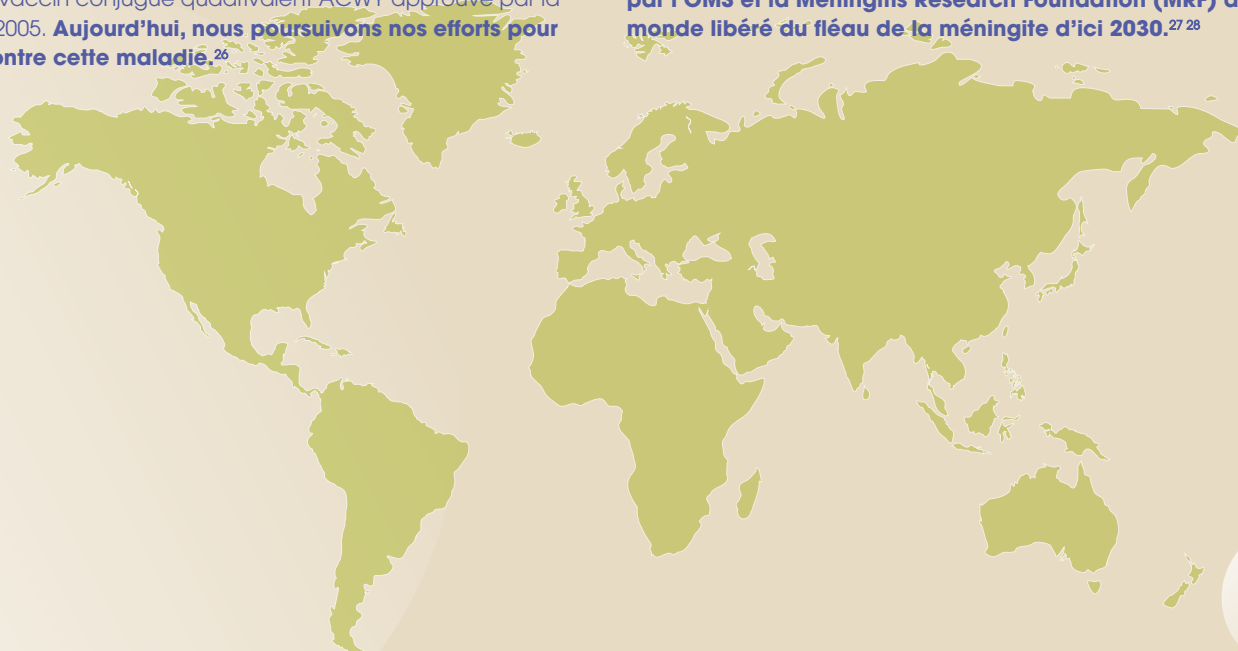 vaccin conjugué quadrivalent ACWY approuvé par la
2005. Aujourd'hui, nous poursuivons nos efforts pour
contre cette maladie.26
par l'OMS et la Meningitis Research Foundation (MRF)
monde libéré du fléau de la méningite d'ici 2030.27 28